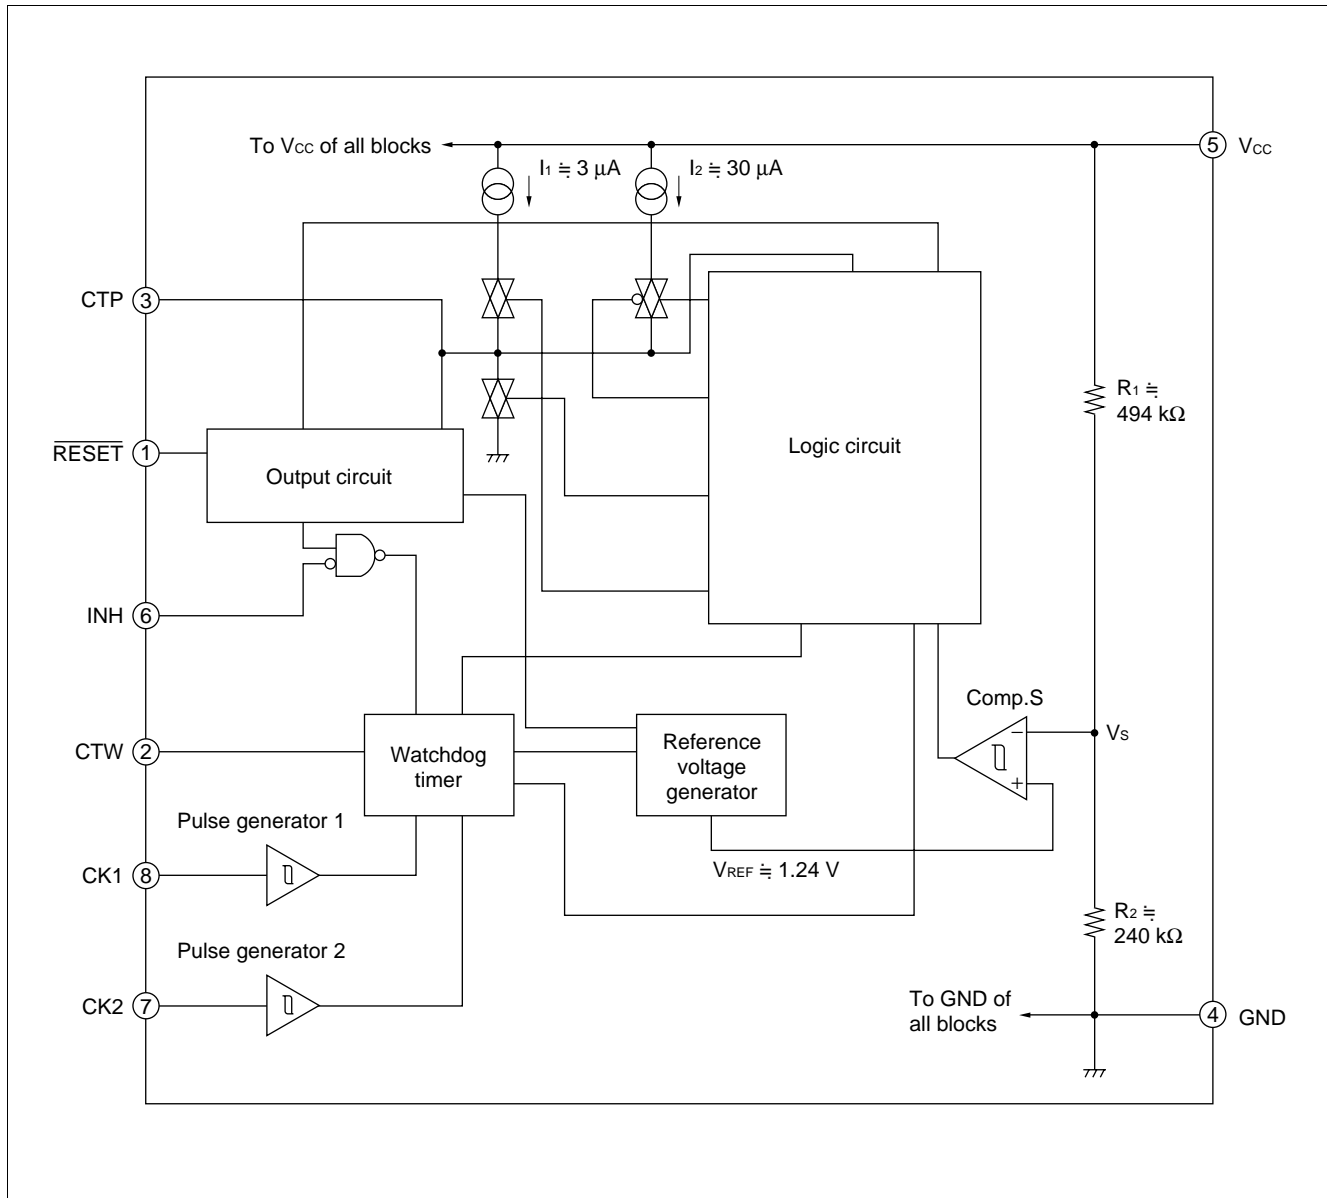 To VCC of all blocks
I1 ≒ 3 μA
I2 ≒ 30 μA
5
VCC
CTP
3
R1 ≒
494 kΩ
RESET
1
Output circuit
Logic circuit
INH
6
Comp.S
CTW
2
Watchdog
timer
Reference
voltage
generator
−
+
VS
Pulse generator 1
CK1
8
VREF ≒ 1.24 V
R2 ≒
240 kΩ
Pulse generator 2
CK2
7
To GND of
all blocks
4
GND